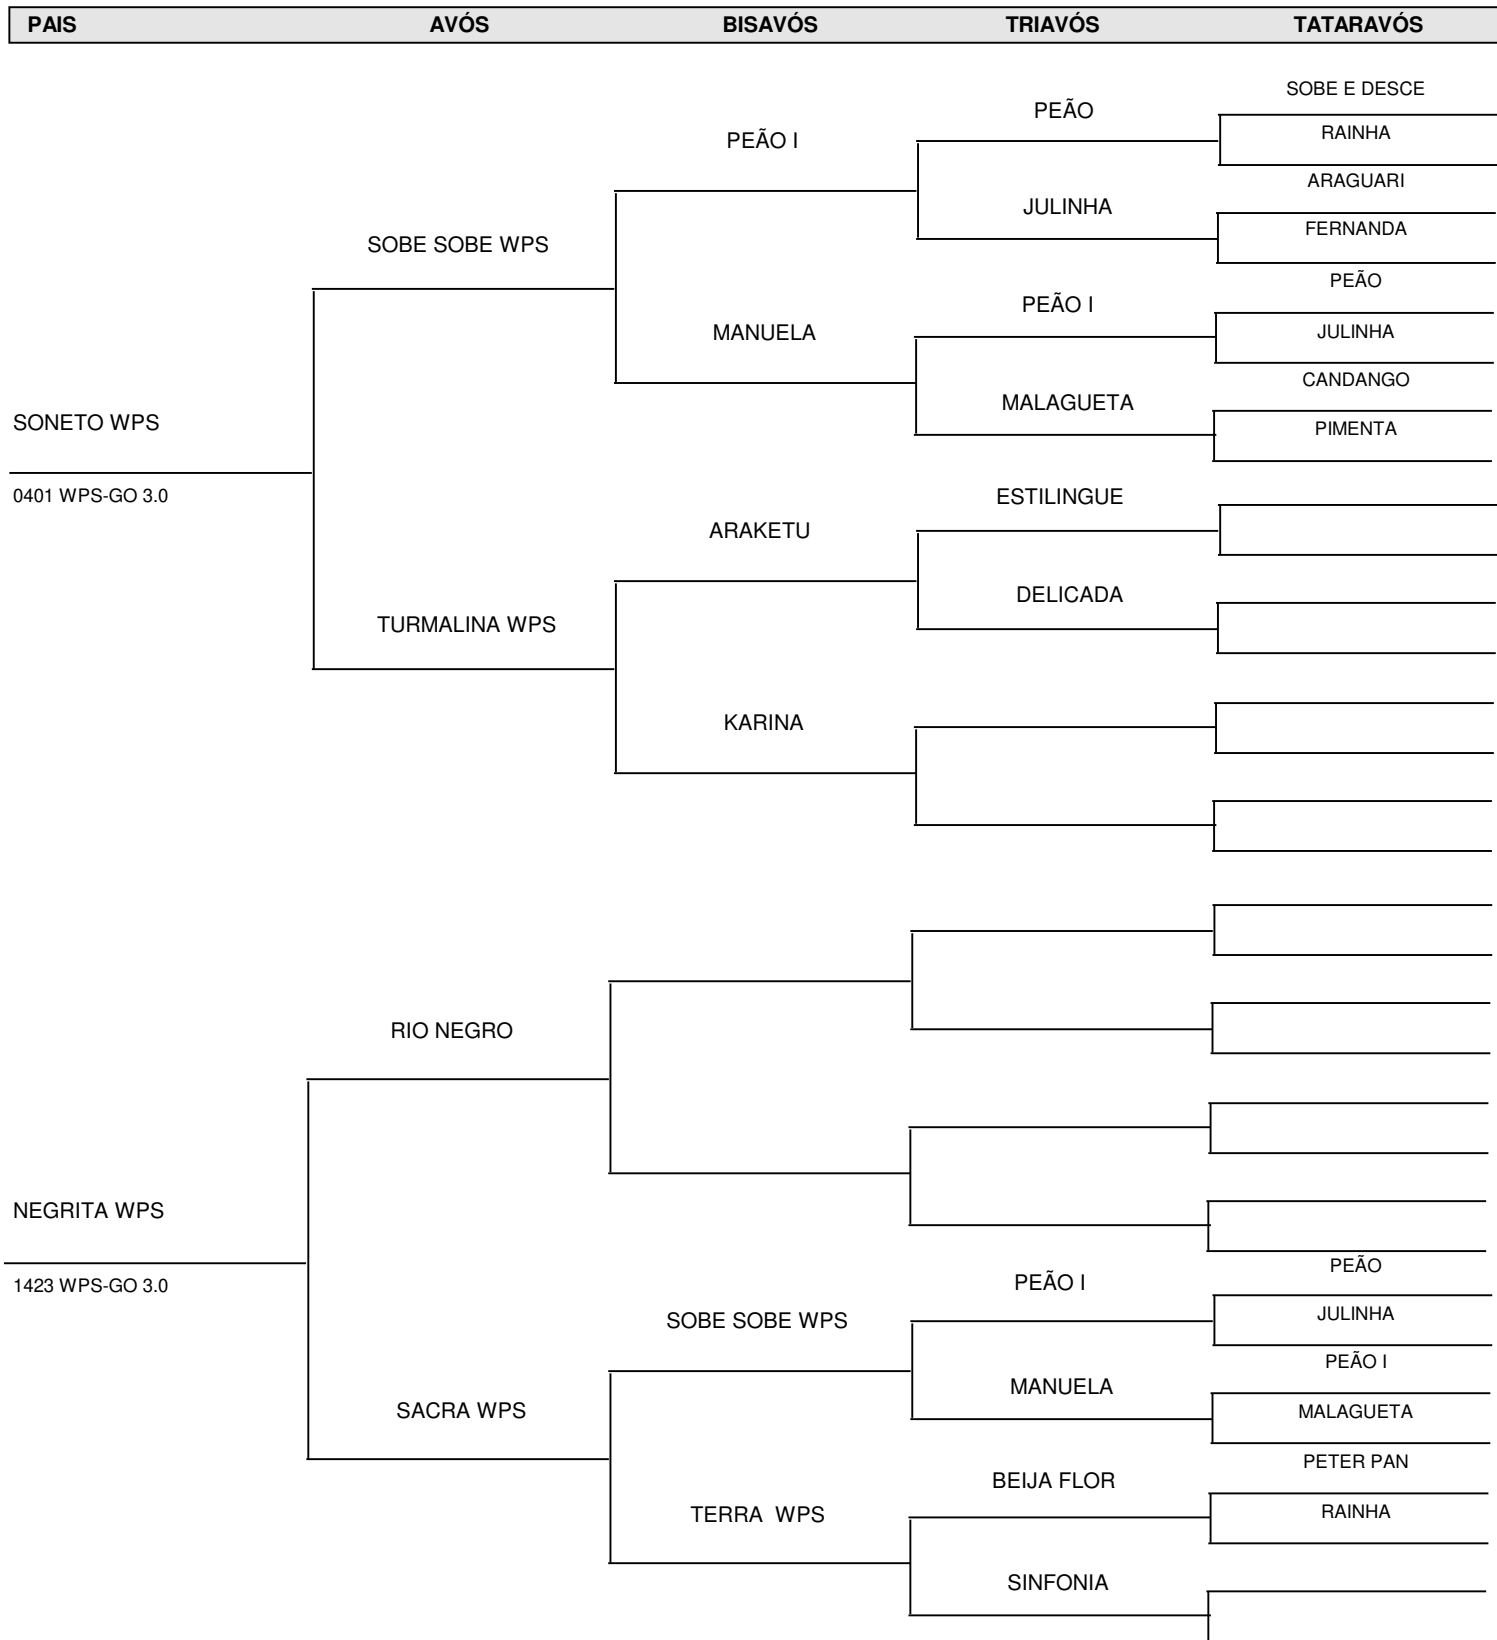 PAIS AVÓS BISAVÓS TRIAVÓS TATARAVÓS
SOBE E DESCE
PEÃO
RAINHA
PEÃO I
ARAGUARI
JULINHA
FERNANDA
SOBE SOBE WPS
PEÃO
PEÃO I
JULINHA
MANUELA
CANDANGO
MALAGUETA
SONETO WPS
PIMENTA
0401 WPS-GO 3.0
ESTILINGUE
ARAKETU
DELICADA
TURMALINA WPS
KARINA
RIO NEGRO
NEGRITA WPS
PEÃO
1423 WPS-GO 3.0
PEÃO I
JULINHA
SOBE SOBE WPS
PEÃO I
MANUELA
SACRA WPS
MALAGUETA
PETER PAN
BEIJA FLOR
RAINHA
TERRA WPS
SINFONIA